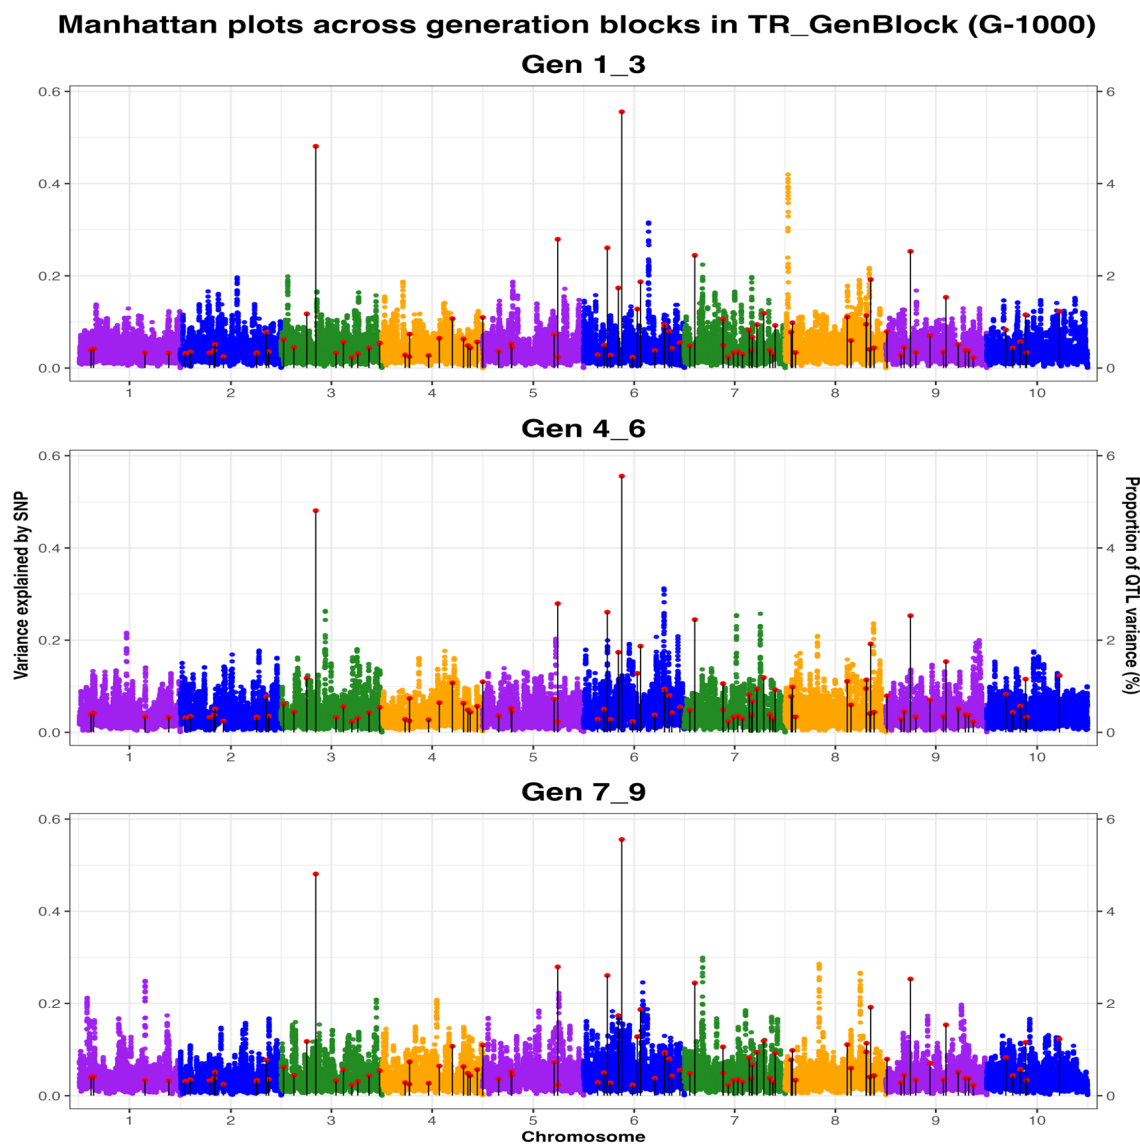 Manhattan plots across generation blocks in TR_GenBlock (G-1000)
Gen 1_3
0.6
0.4
0.2
0.0
6
4
2
0
1 2 3 4 5 6 7 8 9 10
Gen 4_6
Variance explained by SNP
Proportion of QTL variance (%)
0.6
0.4
0.2
0.0
6
4
2
0
1 2 3 4 5 6 7 8 9 10
Gen 7_9
0.6
0.4
0.2
0.0
6
4
2
0
1 2 3 4 5 6 7 8 9 10
Chromosome